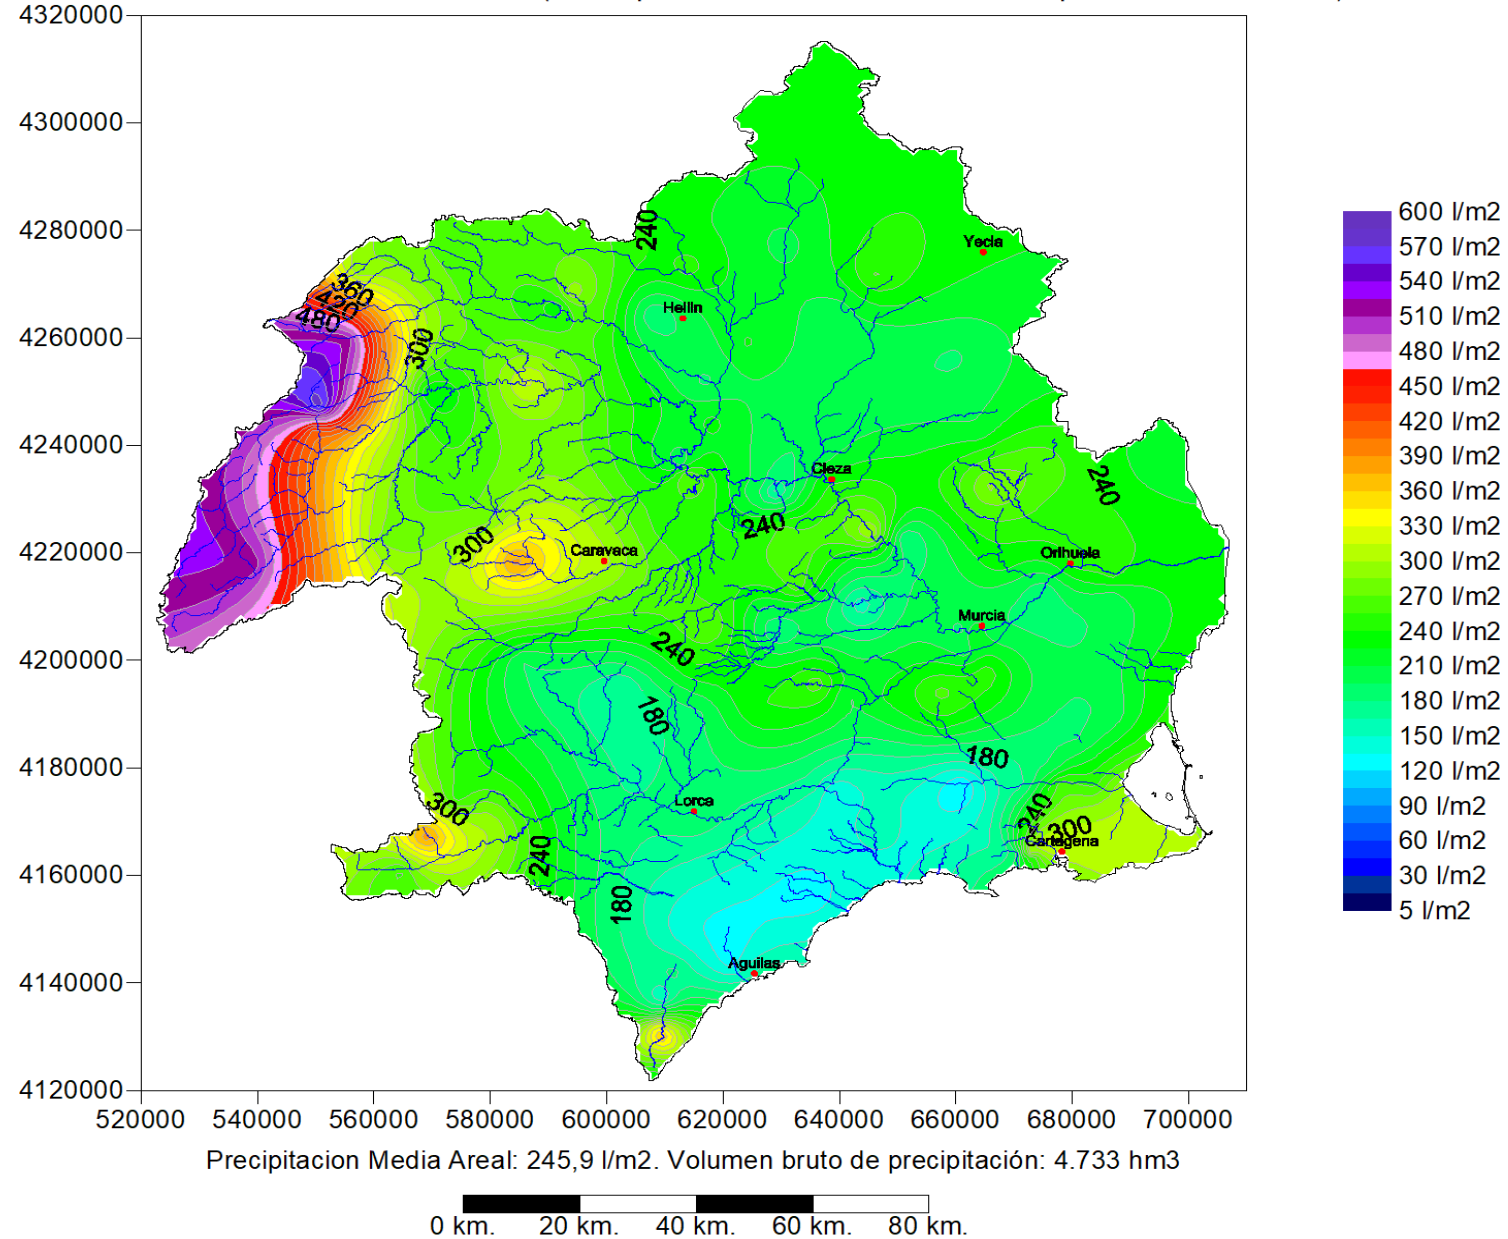 4320000
4300000
4280000
4260000
4240000
4220000
4200000
4180000
4160000
4140000
4120000
520000 540000 560000 580000 600000 620000 640000 660000 680000 700000
240
Yecla
360
420
480
Hellin
300
Cieza
240
240
300
Caravaca
Orihuela
Murcia
240
180
180
300
Lorca
240
300
Cartagena
240
180
Aguilas
600 l/m2
570 l/m2
540 l/m2
510 l/m2
480 l/m2
450 l/m2
420 l/m2
390 l/m2
360 l/m2
330 l/m2
300 l/m2
270 l/m2
240 l/m2
210 l/m2
180 l/m2
150 l/m2
120 l/m2
90 l/m2
60 l/m2
30 l/m2
5 l/m2
Precipitacion Media Areal: 245,9 l/m2. Volumen bruto de precipitación: 4.733 hm3
0 km. 20 km. 40 km. 60 km. 80 km.